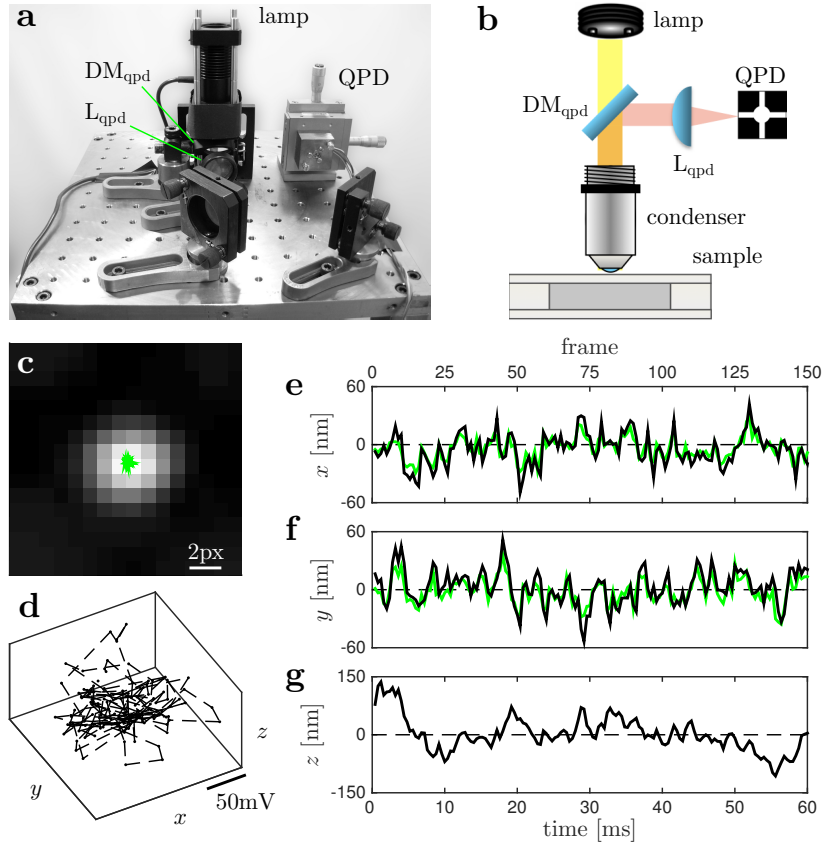 a
lamp
DMqpd
Lqpd
QPD
b
lamp
DMqpd
QPD
Lqpd
condenser
sample
c
2px
d
z
y
x
50mV
frame
0 25 50 75 100 125 150
e
60
0
-60
x [nm]
f
60
0
-60
y [nm]
g
150
0
-150
z [nm]
0 10 20 30 40 50 60
time [ms]